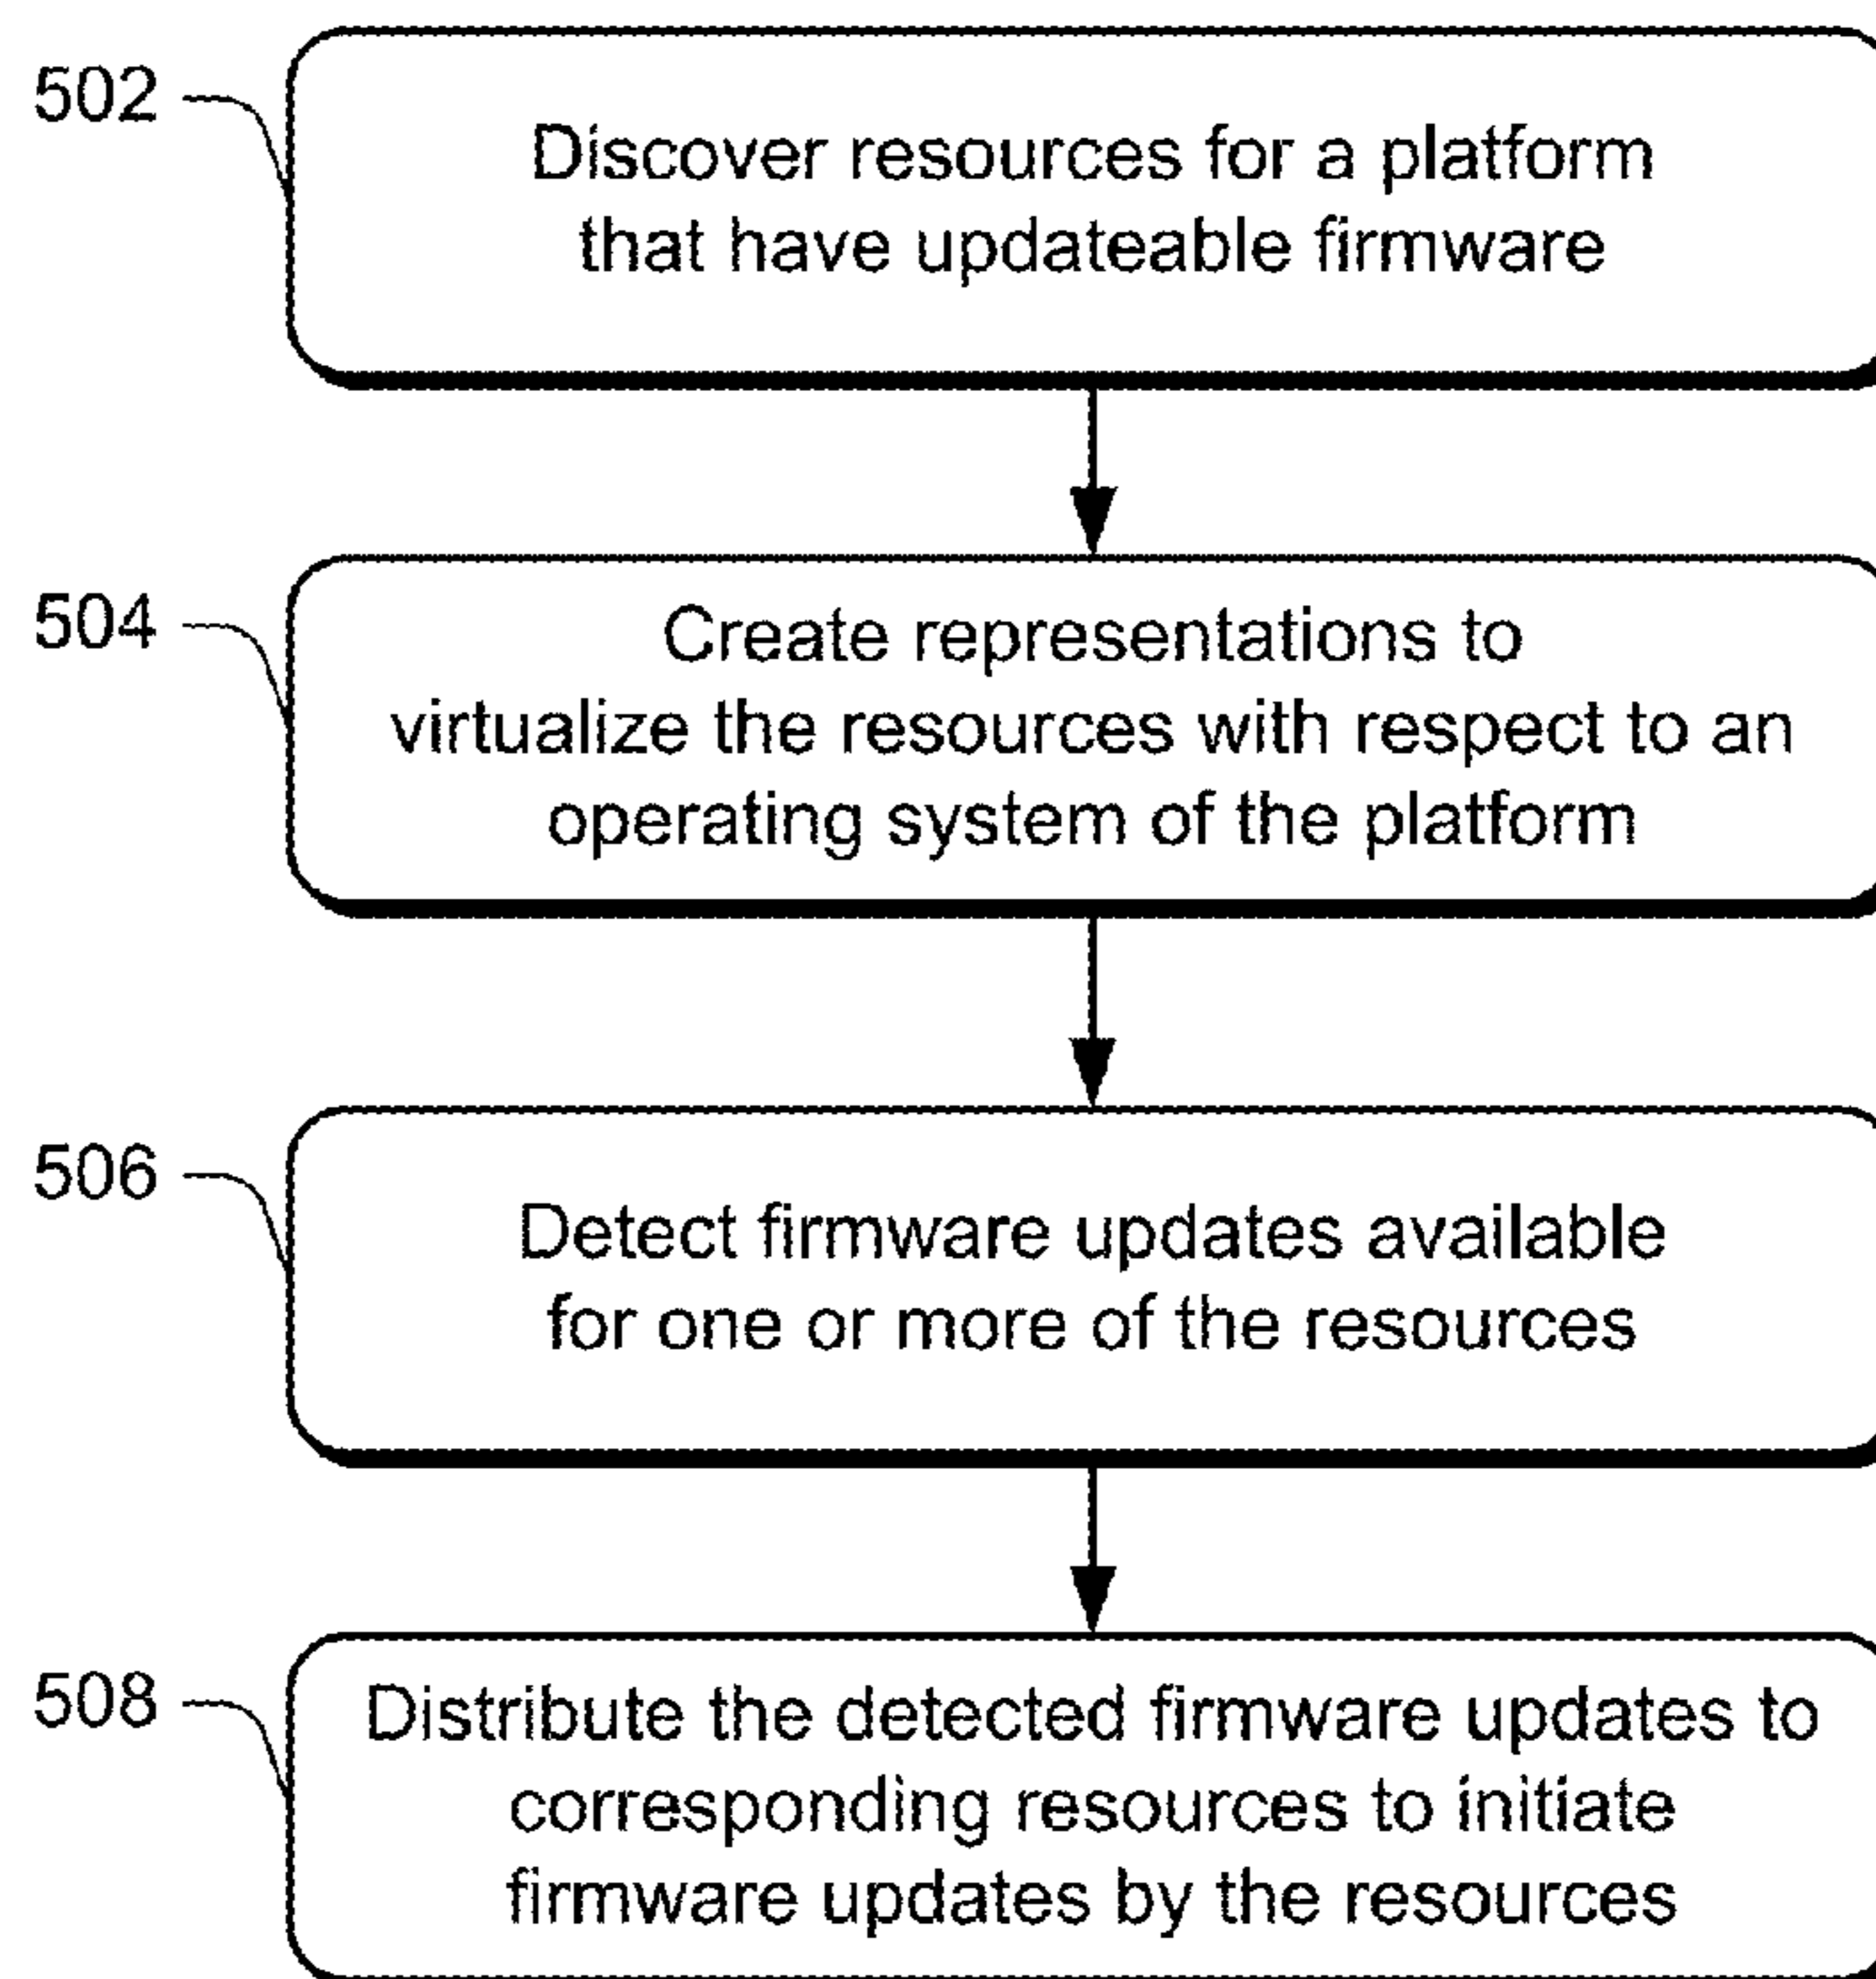 502
Discover resources for a platform
that have updateable firmware
504
Create representations to
virtualize the resources with respect to an
operating system of the platform
506
Detect firmware updates available
for one or more of the resources
508
Distribute the detected firmware updates to
corresponding resources to initiate
firmware updates by the resources